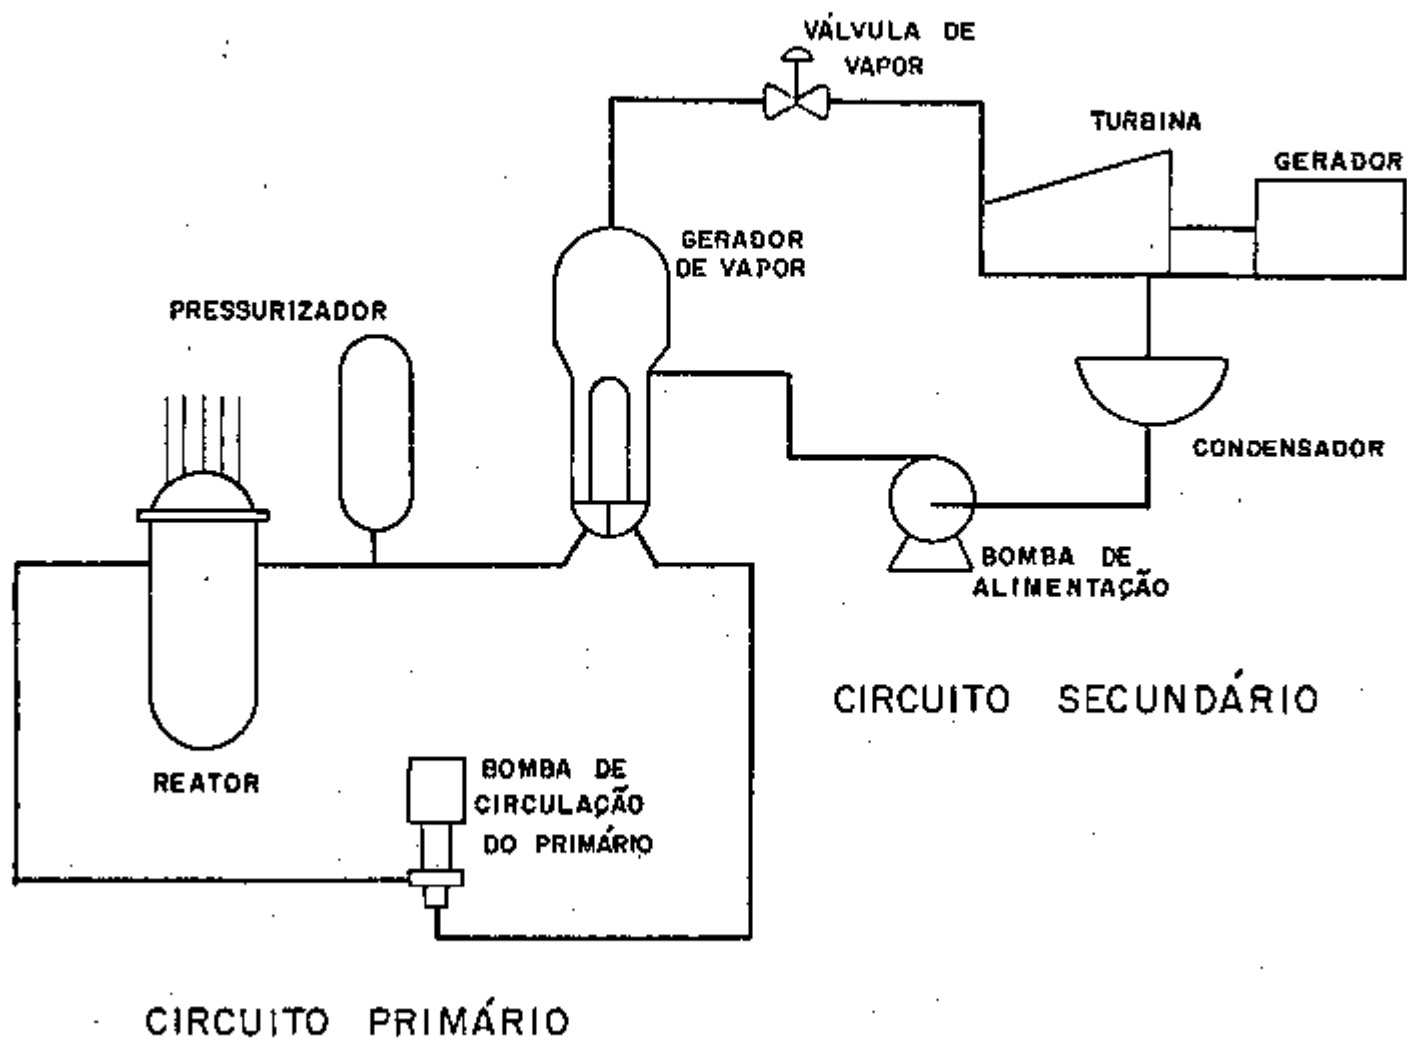 VÁLVULA DE
VAPOR
TURBINA
GERADOR
GERADOR
DE VAPOR
PRESSURIZADOR
CONDENSADOR
BOMBA DE
ALIMENTAÇÃO
CIRCUITO SECUNDÁRIO
REATOR
BOMBA DE
CIRCULAÇÃO
DO PRIMÁRIO
CIRCUITO PRIMÁRIO